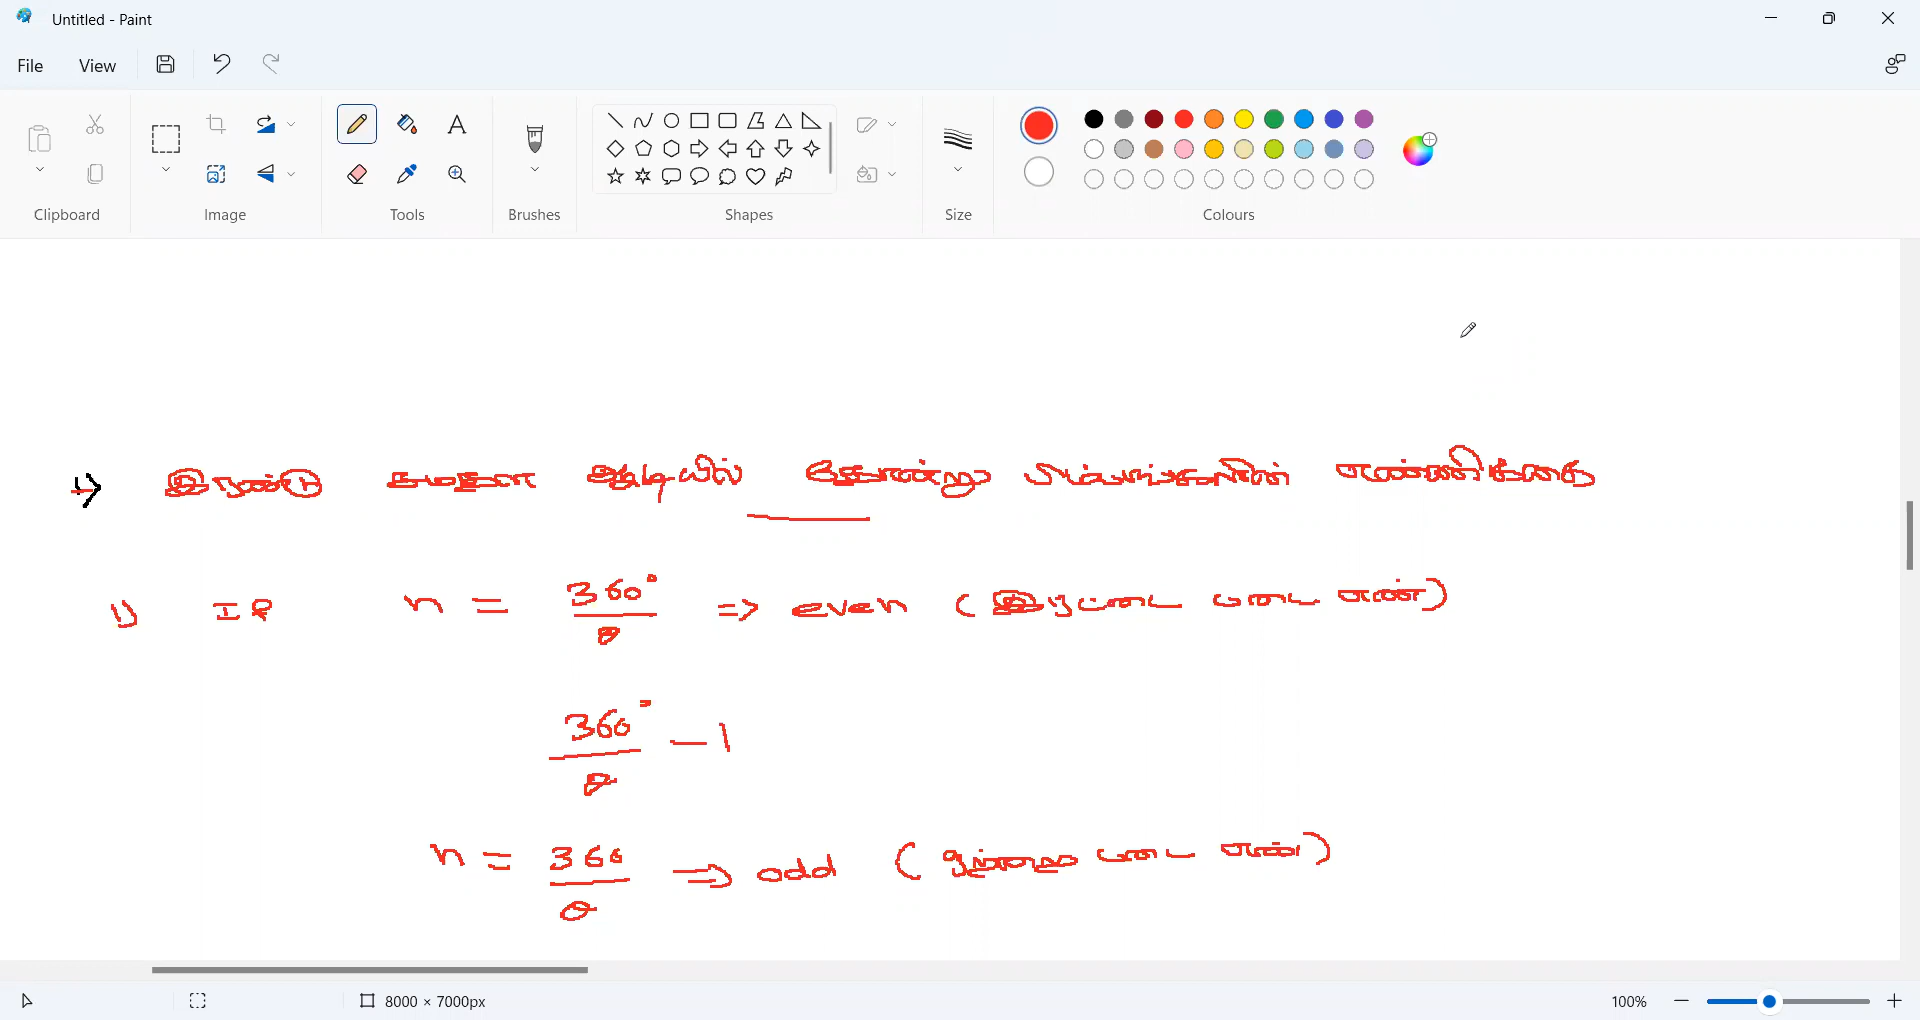 Untitled - Paint
File View
Clipboard Image Tools Brushes Shapes Size Colours
இரண்டு சமதள ஆடியில் தோன்றும் பிம்பங்களின் எண்ணிக்கை
1) IF n = 360° / θ => even (இரட்டை படை எண்)
360° / θ - 1
n = 360 / θ => odd (ஒற்றை படை எண்)
8000 × 7000px 100%